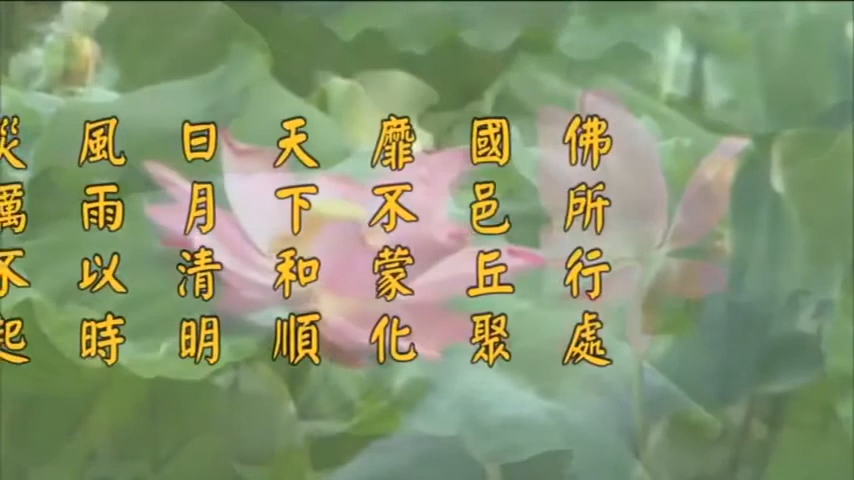 佛所行處
國邑丘聚
靡不蒙化
天下和順
日月清明
風雨以時
災厲不起